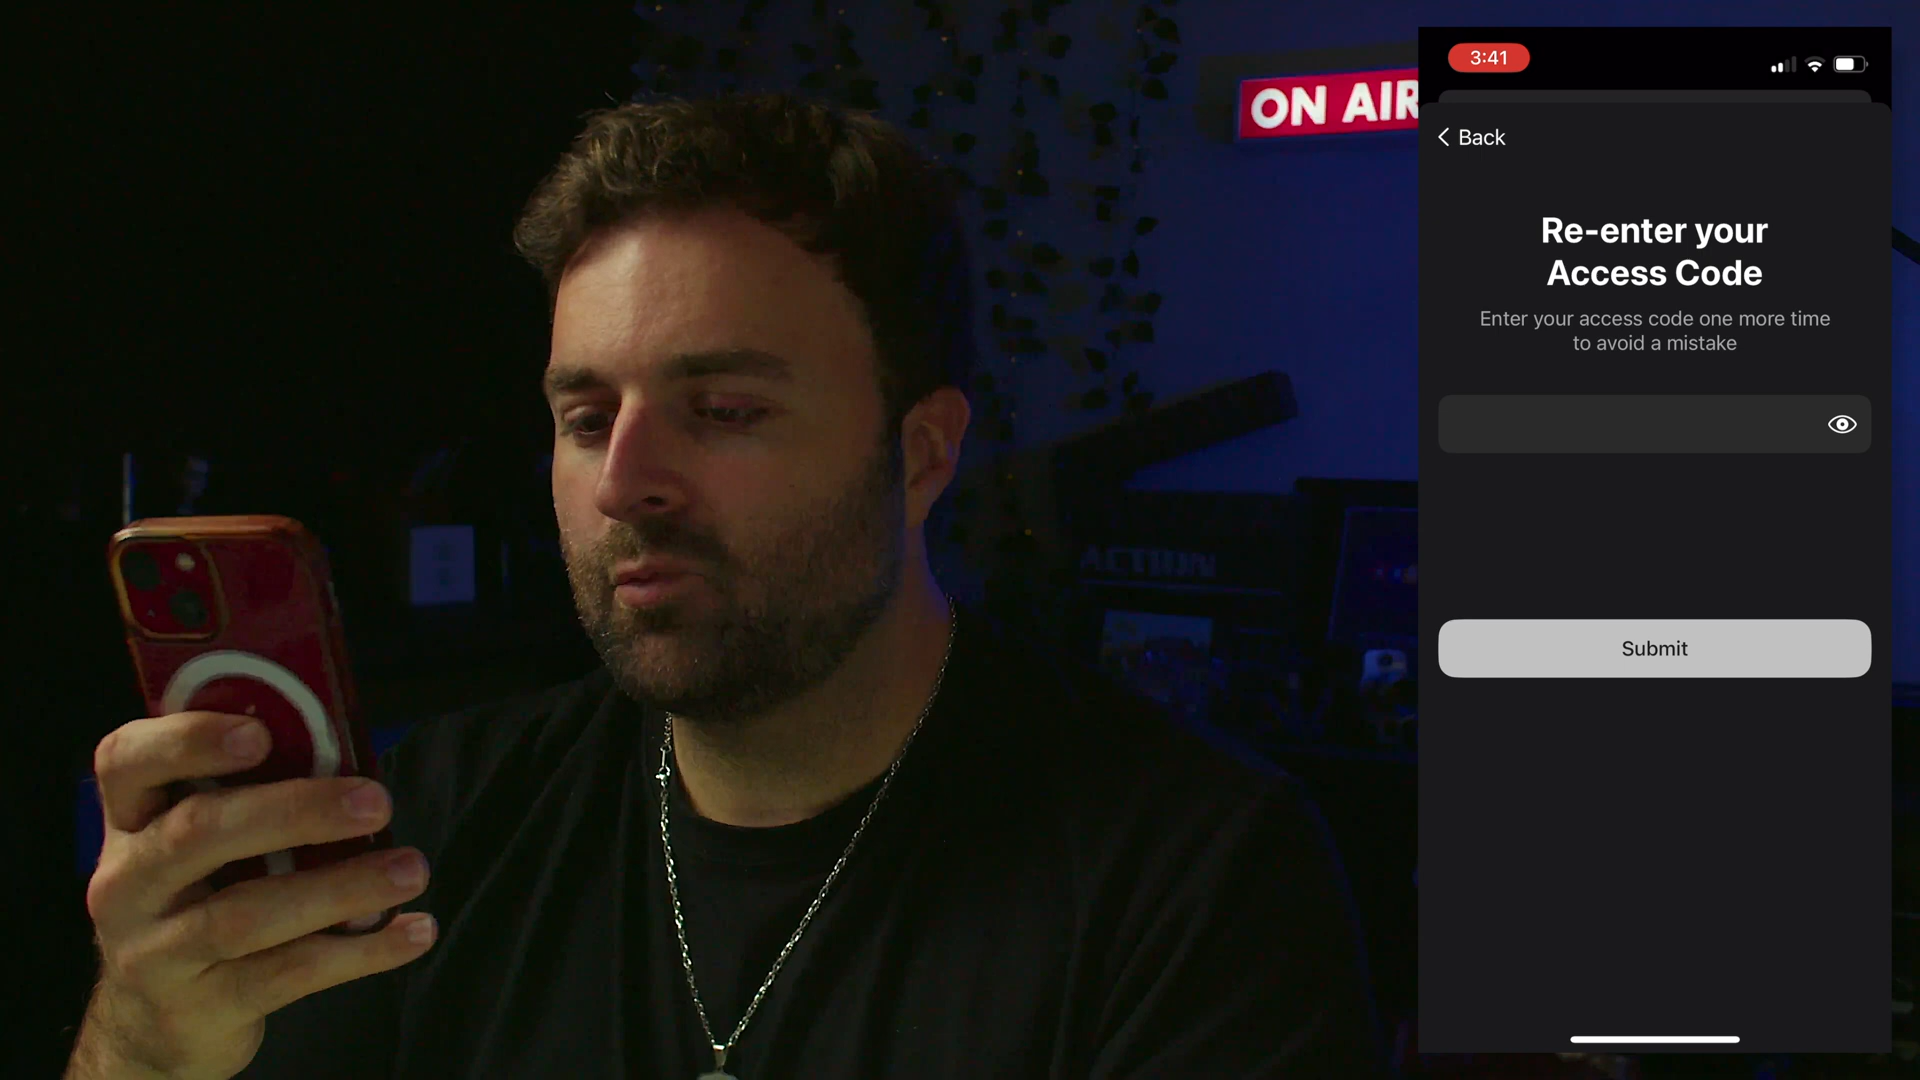 ON AIR
ACTION
3:41
Back
Re-enter your
Access Code
Enter your access code one more time
to avoid a mistake
Submit